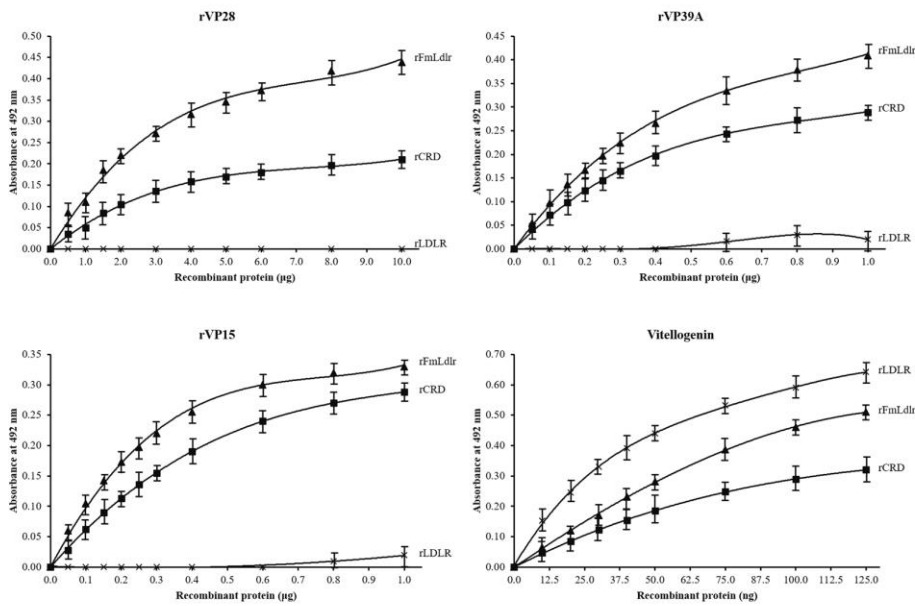 rVP28
0.50
0.45
0.40
0.35
0.30
0.25
0.20
0.15
0.10
0.05
0.00
Absorbance at 492 nm
rFmLdlr
rCRD
rLDLR
0.0 1.0 2.0 3.0 4.0 5.0 6.0 7.0 8.0 9.0 10.0
Recombinant protein (µg)
rVP39A
0.45
0.40
0.35
0.30
0.25
0.20
0.15
0.10
0.05
0.00
Absorbance at 492 nm
rFmLdlr
rCRD
rLDLR
0.0 0.1 0.2 0.3 0.4 0.5 0.6 0.7 0.8 0.9 1.0
Recombinant protein (µg)
rVP15
0.35
0.30
0.25
0.20
0.15
0.10
0.05
0.00
Absorbance at 492 nm
rFmLdlr
rCRD
rLDLR
0.0 0.1 0.2 0.3 0.4 0.5 0.6 0.7 0.8 0.9 1.0
Recombinant protein (µg)
Vitellogenin
0.70
0.60
0.50
0.40
0.30
0.20
0.10
0.00
Absorbance at 492 nm
rLDLR
rFmLdlr
rCRD
0.0 12.5 25.0 37.5 50.0 62.5 75.0 87.5 100.0 112.5 125.0
Recombinant protein (ng)